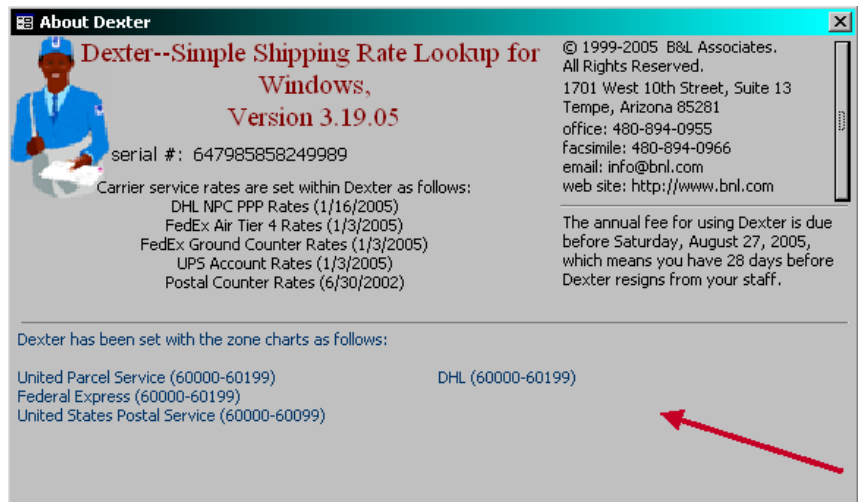 About Dexter
Dexter--Simple Shipping Rate Lookup for
Windows,
Version 3.19.05
serial #: 647985858249989
Carrier service rates are set within Dexter as follows:
DHL NPC PPP Rates (1/16/2005)
FedEx Air Tier 4 Rates (1/3/2005)
FedEx Ground Counter Rates (1/3/2005)
UPS Account Rates (1/3/2005)
Postal Counter Rates (6/30/2002)
© 1999-2005 B&L Associates.
All Rights Reserved.
1701 West 10th Street, Suite 13
Tempe, Arizona 85281
office: 480-894-0955
facsimile: 480-894-0966
email: info@bnl.com
web site: http://www.bnl.com
The annual fee for using Dexter is due
before Saturday, August 27, 2005,
which means you have 28 days before
Dexter resigns from your staff.
Dexter has been set with the zone charts as follows:
United Parcel Service (60000-60199)
Federal Express (60000-60199)
United States Postal Service (60000-60099)
DHL (60000-60199)